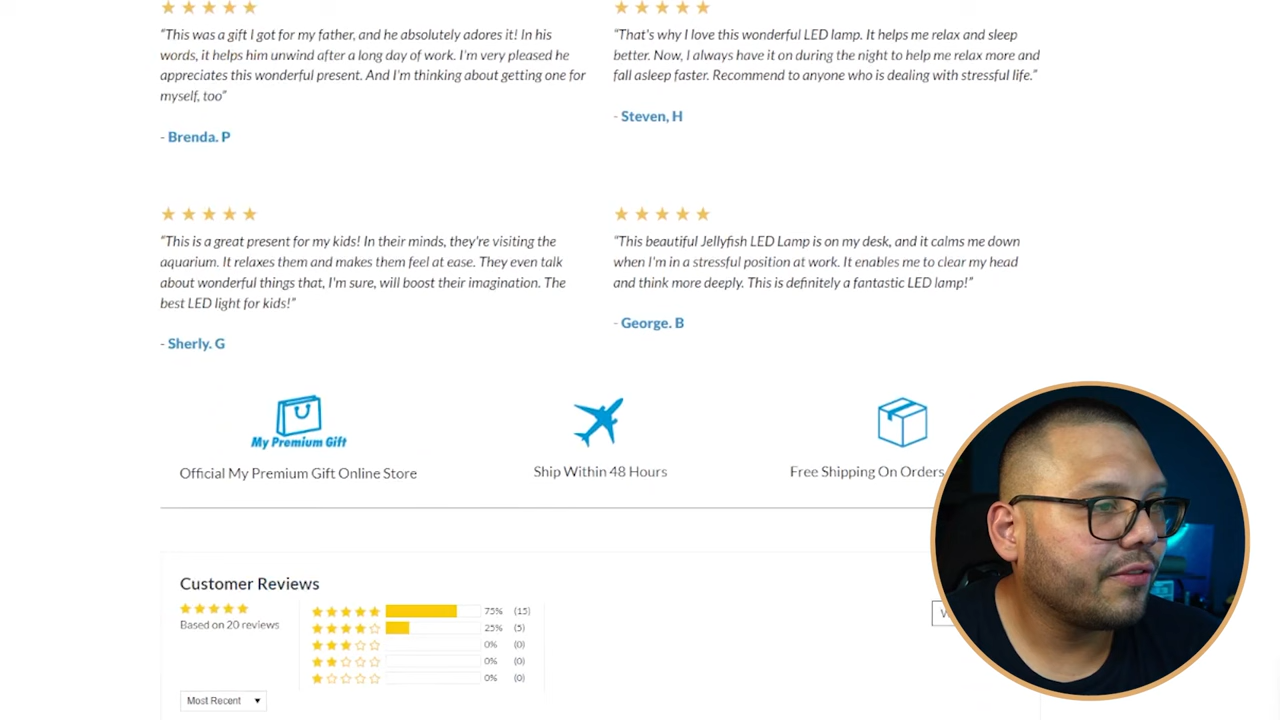 “This was a gift I got for my father, and he absolutely adores it! In his
words, it helps him unwind after a long day of work. I'm very pleased he
appreciates this wonderful present. And I'm thinking about getting one for
myself, too”
- Brenda. P
“That's why I love this wonderful LED lamp. It helps me relax and sleep
better. Now, I always have it on during the night to help me relax more and
fall asleep faster. Recommend to anyone who is dealing with stressful life.”
- Steven, H
“This is a great present for my kids! In their minds, they're visiting the
aquarium. It relaxes them and makes them feel at ease. They even talk
about wonderful things that, I'm sure, will boost their imagination. The
best LED light for kids!”
- Sherly. G
“This beautiful Jellyfish LED Lamp is on my desk, and it calms me down
when I'm in a stressful position at work. It enables me to clear my head
and think more deeply. This is definitely a fantastic LED lamp!”
- George. B
My Premium Gift
Official My Premium Gift Online Store
Ship Within 48 Hours
Free Shipping On Orders
Customer Reviews
Based on 20 reviews
75% (15)
25% (5)
0% (0)
0% (0)
0% (0)
Most Recent